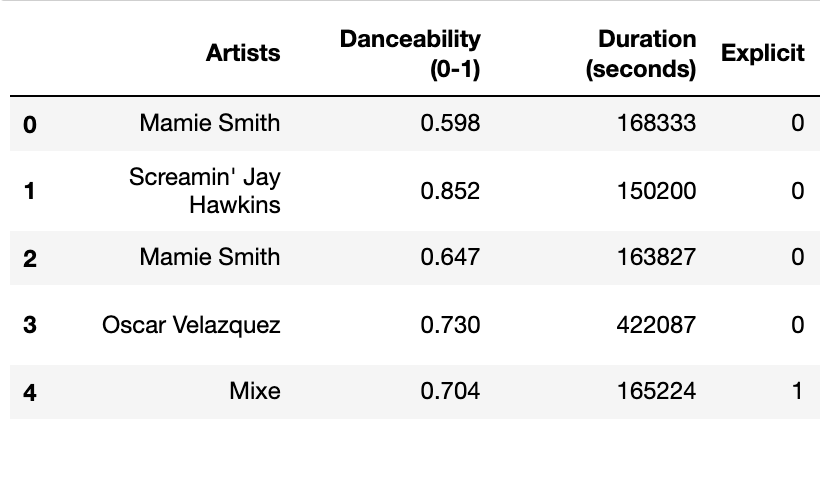 Artists Danceability (0-1) Duration (seconds) Explicit
0 Mamie Smith 0.598 168333 0
1 Screamin' Jay Hawkins 0.852 150200 0
2 Mamie Smith 0.647 163827 0
3 Oscar Velazquez 0.730 422087 0
4 Mixe 0.704 165224 1